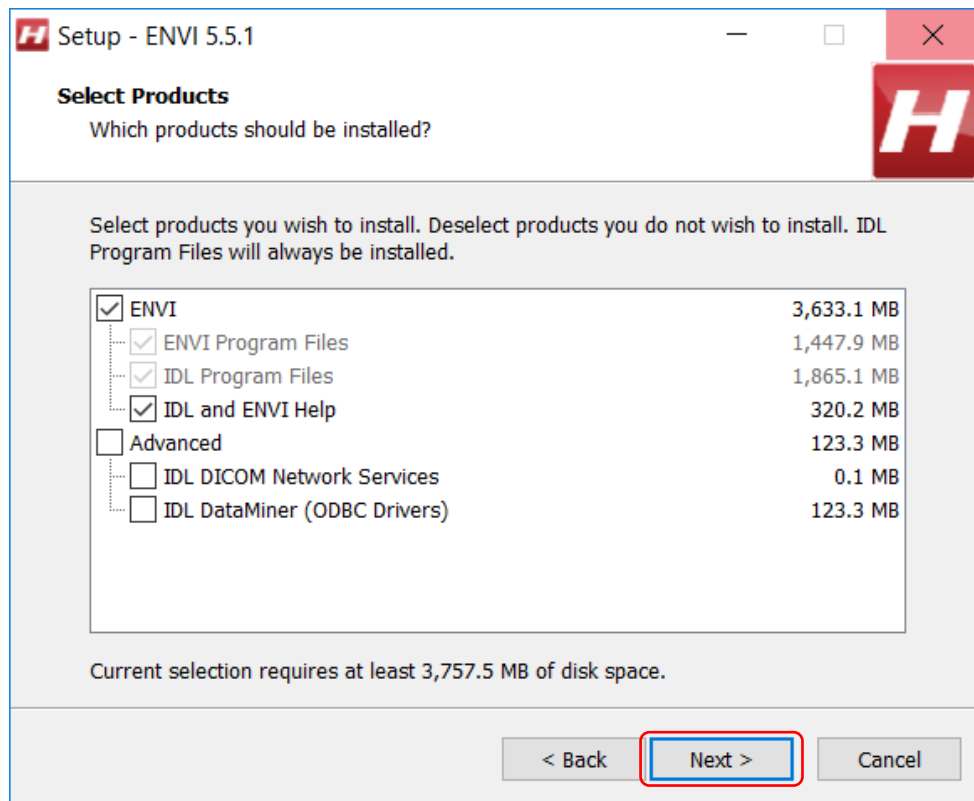 Setup - ENVI 5.5.1
Select Products
Which products should be installed?
H
Select products you wish to install. Deselect products you do not wish to install. IDL
Program Files will always be installed.
ENVI 3,633.1 MB
ENVI Program Files 1,447.9 MB
IDL Program Files 1,865.1 MB
IDL and ENVI Help 320.2 MB
Advanced 123.3 MB
IDL DICOM Network Services 0.1 MB
IDL DataMiner (ODBC Drivers) 123.3 MB
Current selection requires at least 3,757.5 MB of disk space.
< Back Next > Cancel